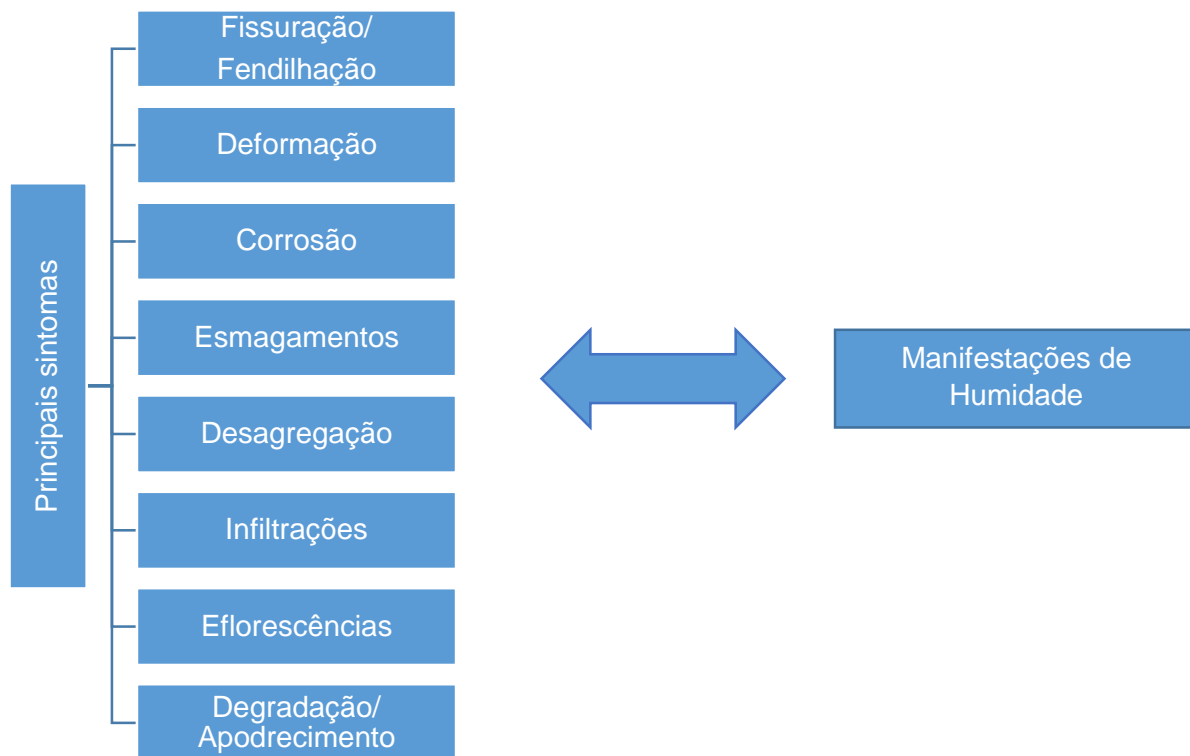 Principais sintomas
Fissuração/
Fendilhação
Deformação
Corrosão
Esmagamentos
Desagregação
Infiltrações
Eflorescências
Degradação/
Apodrecimento
Manifestações de
Humidade